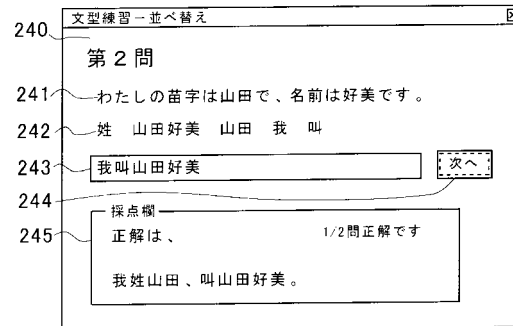 文型練習－並べ替え
240
第2問
241 わたしの苗字は山田で、名前は好美です。
242 姓 山田好美 山田 我 叫
243 我叫山田好美 次へ
244
採点欄
245 正解は、 1/2問正解です
我姓山田、叫山田好美。